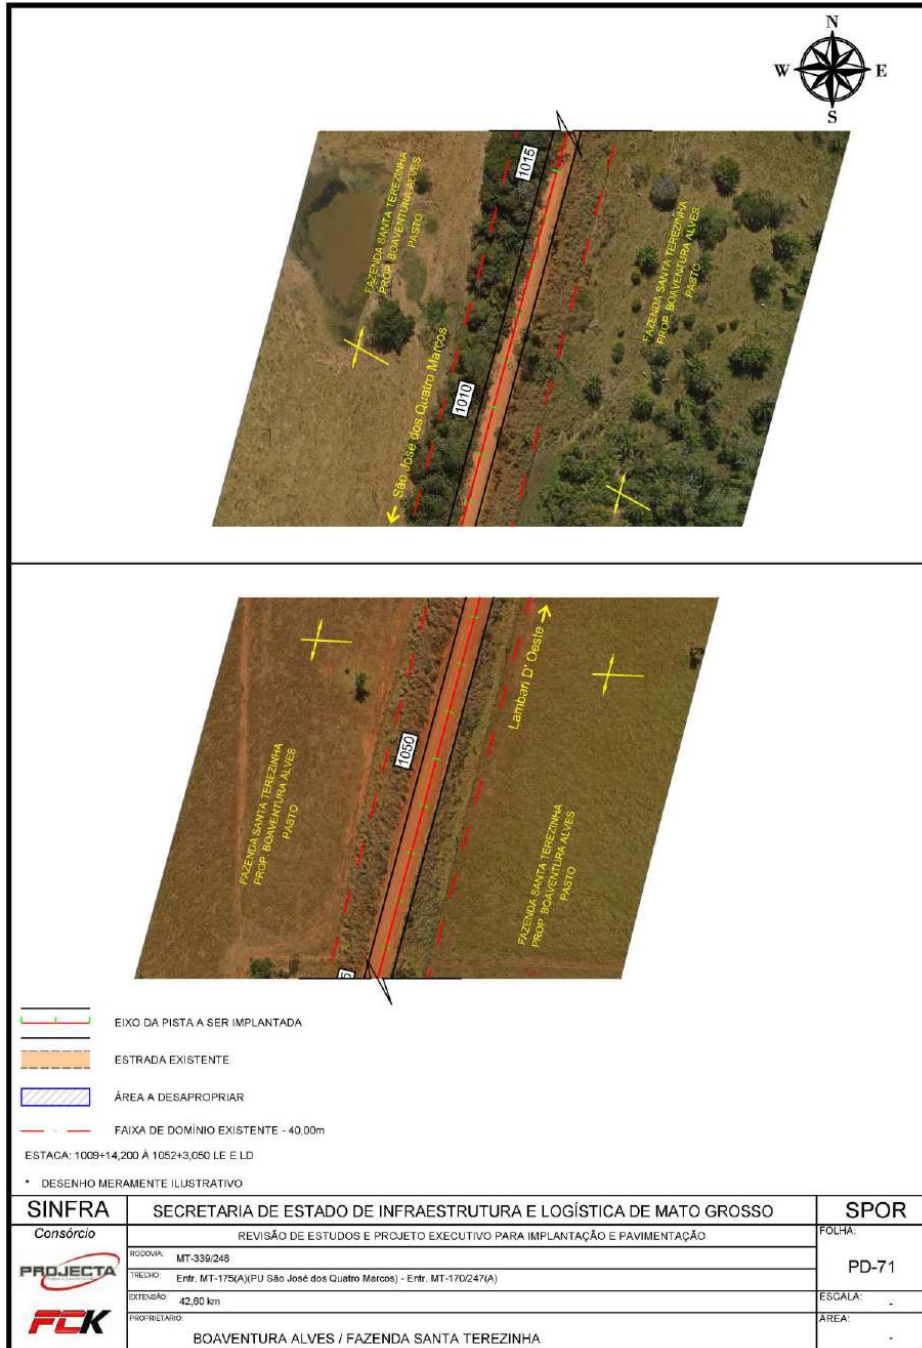 N
W E
S
1015
FAZENDA SANTA TEREZINHA
PROP. BOAVENTURA ALVES
PASTO
FAZENDA SANTA TEREZINHA
PROP. BOAVENTURA ALVES
PASTO
1010
São José dos Quatro Marcos
Lambari D' Oeste
1050
FAZENDA SANTA TEREZINHA
PROP. BOAVENTURA ALVES
PASTO
FAZENDA SANTA TEREZINHA
PROP. BOAVENTURA ALVES
PASTO
5
EIXO DA PISTA A SER IMPLANTADA
ESTRADA EXISTENTE
ÁREA A DESAPROPRIAR
FAIXA DE DOMÍNIO EXISTENTE - 40,00m
ESTACA: 1009+14,200 À 1052+3,050 LE E LD
* DESENHO MERAMENTE ILUSTRATIVO
SINFRA SECRETARIA DE ESTADO DE INFRAESTRUTURA E LOGÍSTICA DE MATO GROSSO SPOR
Consórcio REVISÃO DE ESTUDOS E PROJETO EXECUTIVO PARA IMPLANTAÇÃO E PAVIMENTAÇÃO FOLHA:
PROJECTA RODOVIA: MT-339/248 PD-71
TRECHO: Entr. MT-175(A)(PU São José dos Quatro Marcos) - Entr. MT-170/247(A)
EXTENSÃO: 42,60 km ESCALA: -
FCK PROPRIETÁRIO: ÁREA:
BOAVENTURA ALVES / FAZENDA SANTA TEREZINHA -